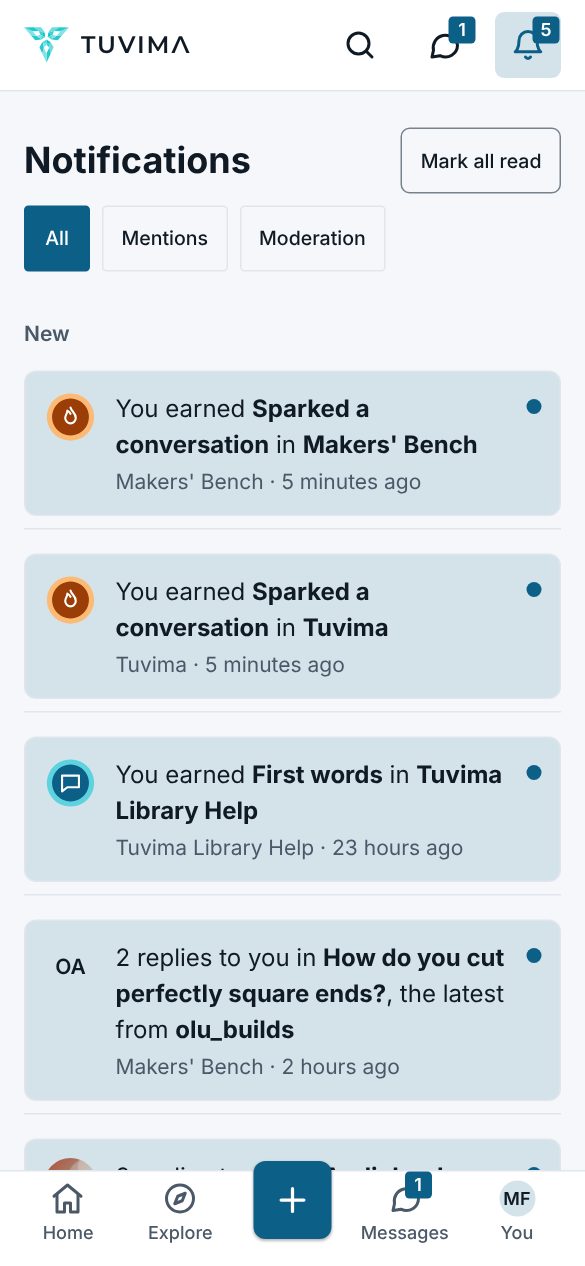 TUVIMA
1
5
Notifications
Mark all read
All
Mentions
Moderation
New
You earned Sparked a
conversation in Makers' Bench
Makers' Bench · 5 minutes ago
You earned Sparked a
conversation in Tuvima
Tuvima · 5 minutes ago
You earned First words in Tuvima
Library Help
Tuvima Library Help · 23 hours ago
OA
2 replies to you in How do you cut
perfectly square ends?, the latest
from olu_builds
Makers' Bench · 2 hours ago
1
MF
Home
Explore
Messages
You